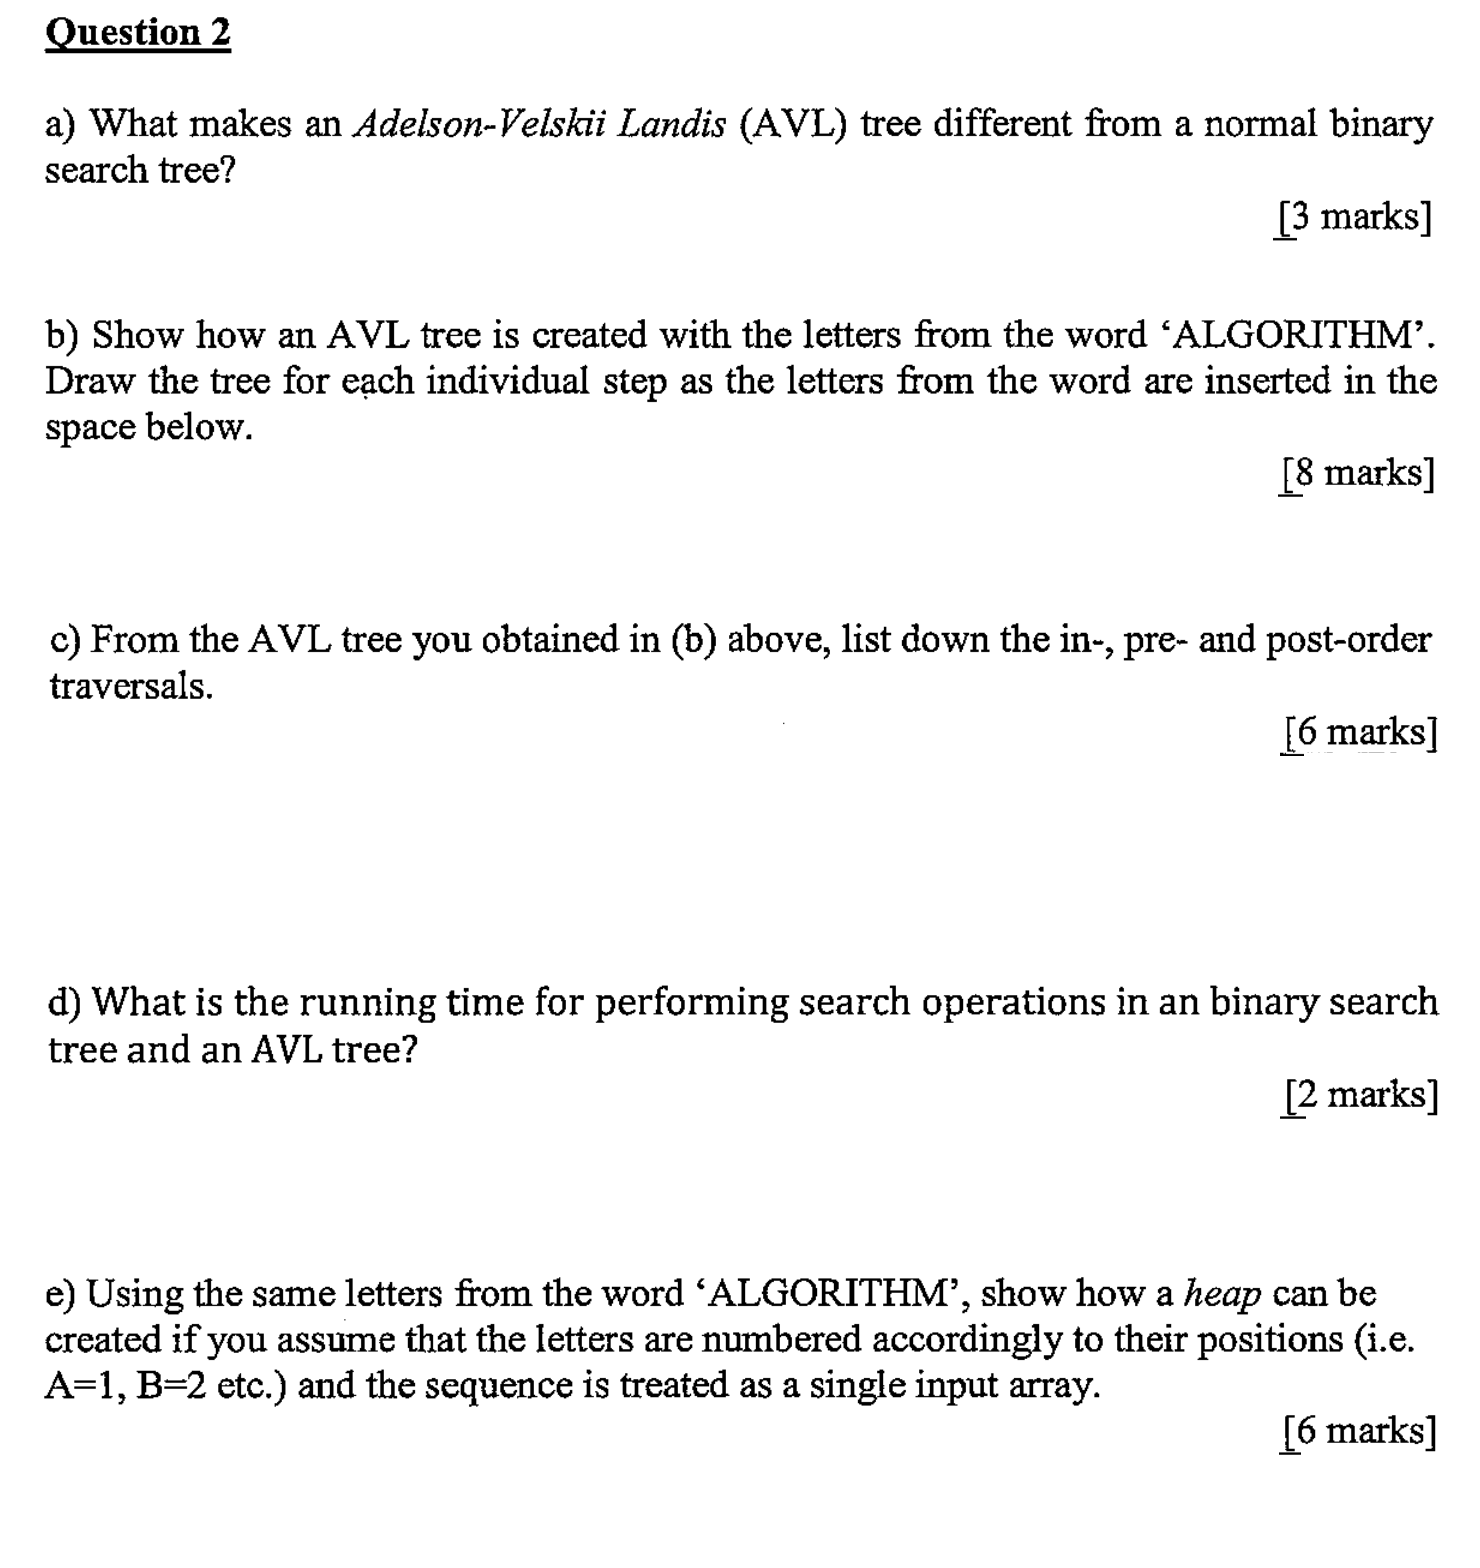 Question 2
a) What makes an Adelson-Velskii Landis (AVL) tree different from a normal binary
search tree?
[3 marks]
b) Show how an AVL tree is created with the letters from the word ‘ALGORITHM’.
Draw the tree for each individual step as the letters from the word are inserted in the
space below.
[8 marks]
c) From the AVL tree you obtained in (b) above, list down the in-, pre- and post-order
traversals.
[6 marks]
d) What is the running time for performing search operations in an binary search
tree and an AVL tree?
[2 marks]
e) Using the same letters from the word ‘ALGORITHM’, show how a heap can be
created if you assume that the letters are numbered accordingly to their positions (i.e.
A=1, B=2 etc.) and the sequence is treated as a single input array.
[6 marks]